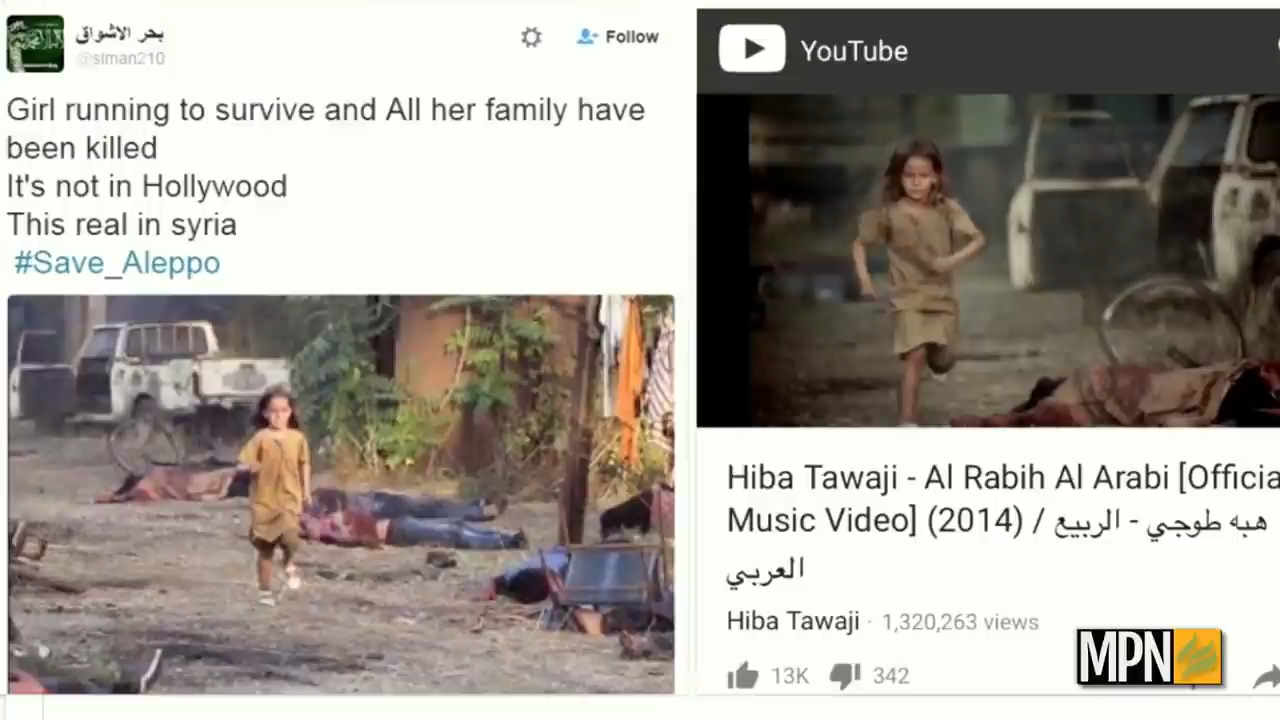 بحر الاشواق
@siman210
Follow
Girl running to survive and All her family have
been killed
It's not in Hollywood
This real in syria
#Save_Aleppo
YouTube
Hiba Tawaji - Al Rabih Al Arabi [Officia
Music Video] (2014) / هبه طوجي - الربيع
العربي
Hiba Tawaji · 1,320,263 views
13K 342
MPN